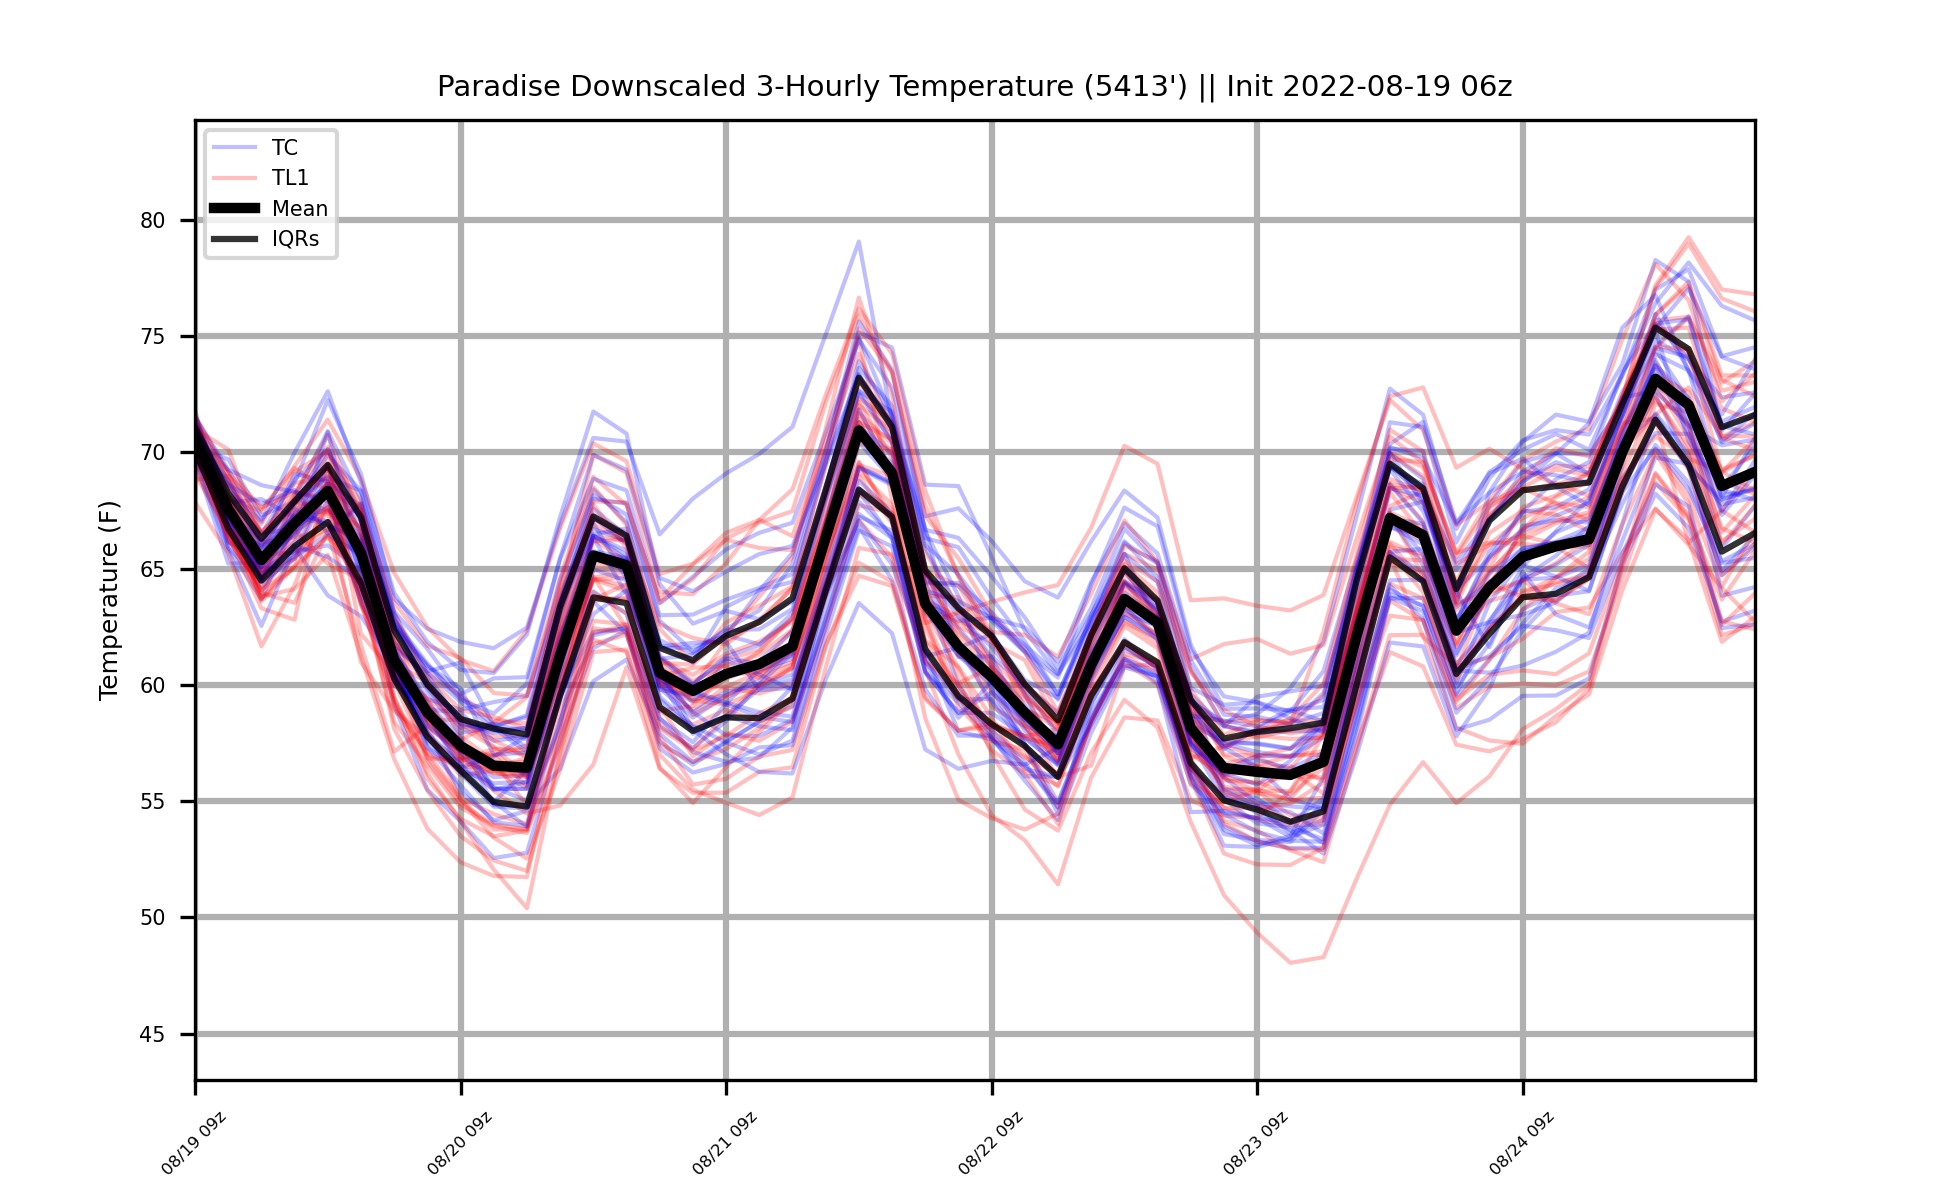 Paradise Downscaled 3-Hourly Temperature (5413') || Init 2022-08-19 06z
TC
TL1
Mean
IQRs
Temperature (F)
80
75
70
65
60
55
50
45
08/19 09z
08/20 09z
08/21 09z
08/22 09z
08/23 09z
08/24 09z